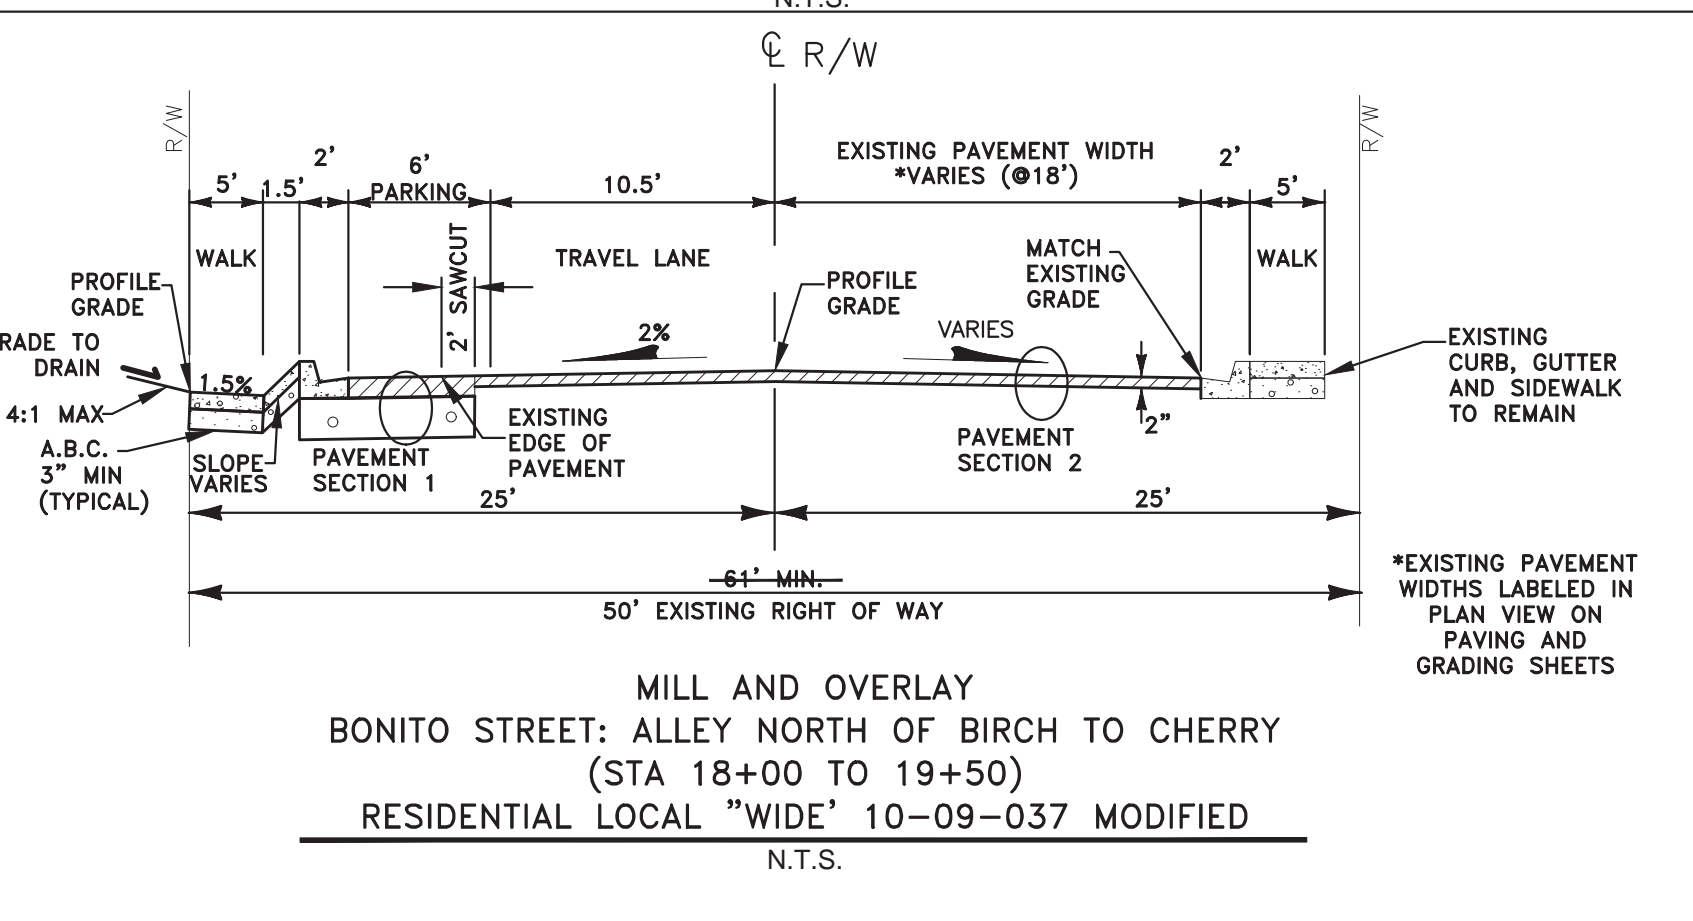 N.T.S.
℄ R/W
R/W
R/W
5'
1.5'
2'
6'
PARKING
10.5'
EXISTING PAVEMENT WIDTH
*VARIES (@18')
2'
5'
WALK
2' SAWCUT
TRAVEL LANE
MATCH
EXISTING
GRADE
WALK
PROFILE
GRADE
PROFILE
GRADE
RADE TO
DRAIN
2%
VARIES
EXISTING
CURB, GUTTER
AND SIDEWALK
TO REMAIN
1.5%
4:1 MAX
A.B.C.
3” MIN
(TYPICAL)
SLOPE
VARIES
PAVEMENT
SECTION 1
EXISTING
EDGE OF
PAVEMENT
PAVEMENT
SECTION 2
2”
25'
25'
61' MIN.
50' EXISTING RIGHT OF WAY
*EXISTING PAVEMENT
WIDTHS LABELED IN
PLAN VIEW ON
PAVING AND
GRADING SHEETS
MILL AND OVERLAY
BONITO STREET: ALLEY NORTH OF BIRCH TO CHERRY
(STA 18+00 TO 19+50)
RESIDENTIAL LOCAL ”WIDE' 10-09-037 MODIFIED
N.T.S.